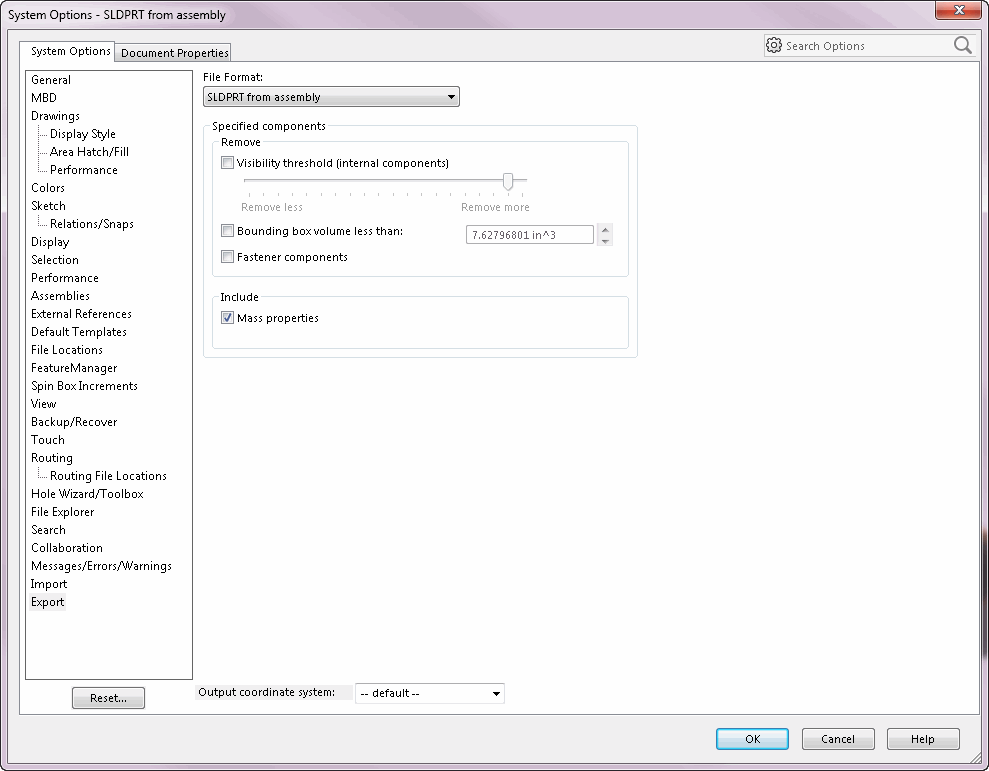 System Options - SLDPRT from assembly
System Options
Document Properties
Search Options
General
MBD
Drawings
Display Style
Area Hatch/Fill
Performance
Colors
Sketch
Relations/Snaps
Display
Selection
Performance
Assemblies
External References
Default Templates
File Locations
FeatureManager
Spin Box Increments
View
Backup/Recover
Touch
Routing
Routing File Locations
Hole Wizard/Toolbox
File Explorer
Search
Collaboration
Messages/Errors/Warnings
Import
Export
Reset...
File Format:
SLDPRT from assembly
Specified components
Remove
Visibility threshold (internal components)
Remove less
Remove more
Bounding box volume less than:
7.62796801 in^3
Fastener components
Include
Mass properties
Output coordinate system:
-- default --
OK
Cancel
Help